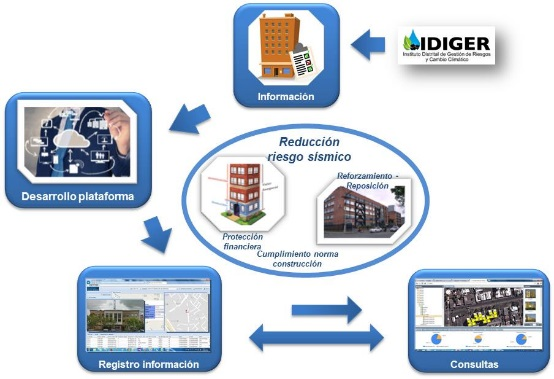 IDIGER
Instituto Distrital de Gestión de Riesgos
y Cambio Climático
Información
Desarrollo plataforma
Reducción
riesgo sísmico
Reforzamiento -
Reposición
Protección
financiera
Cumplimiento norma
construcción
Registro información
Consultas